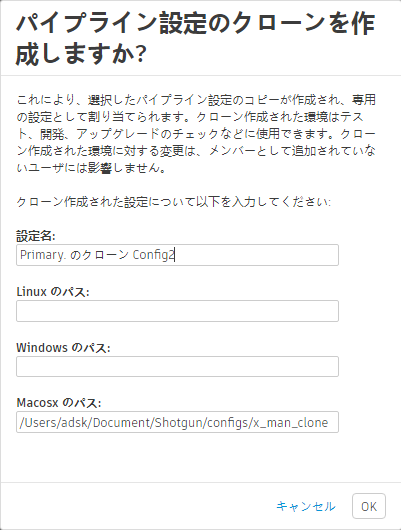 パイプライン設定のクローンを作
成しますか?
これにより、選択したパイプライン設定のコピーが作成され、専用
の設定として割り当てられます。クローン作成された環境はテス
ト、開発、アップグレードのチェックなどに使用できます。クロー
ン作成された環境に対する変更は、メンバーとして追加されていな
いユーザには影響しません。
クローン作成された設定について以下を入力してください:
設定名:
Primary. のクローン Config2
Linux のパス:
Windows のパス:
Macosx のパス:
/Users/adsk/Document/Shotgun/configs/x_man_clone
キャンセル OK